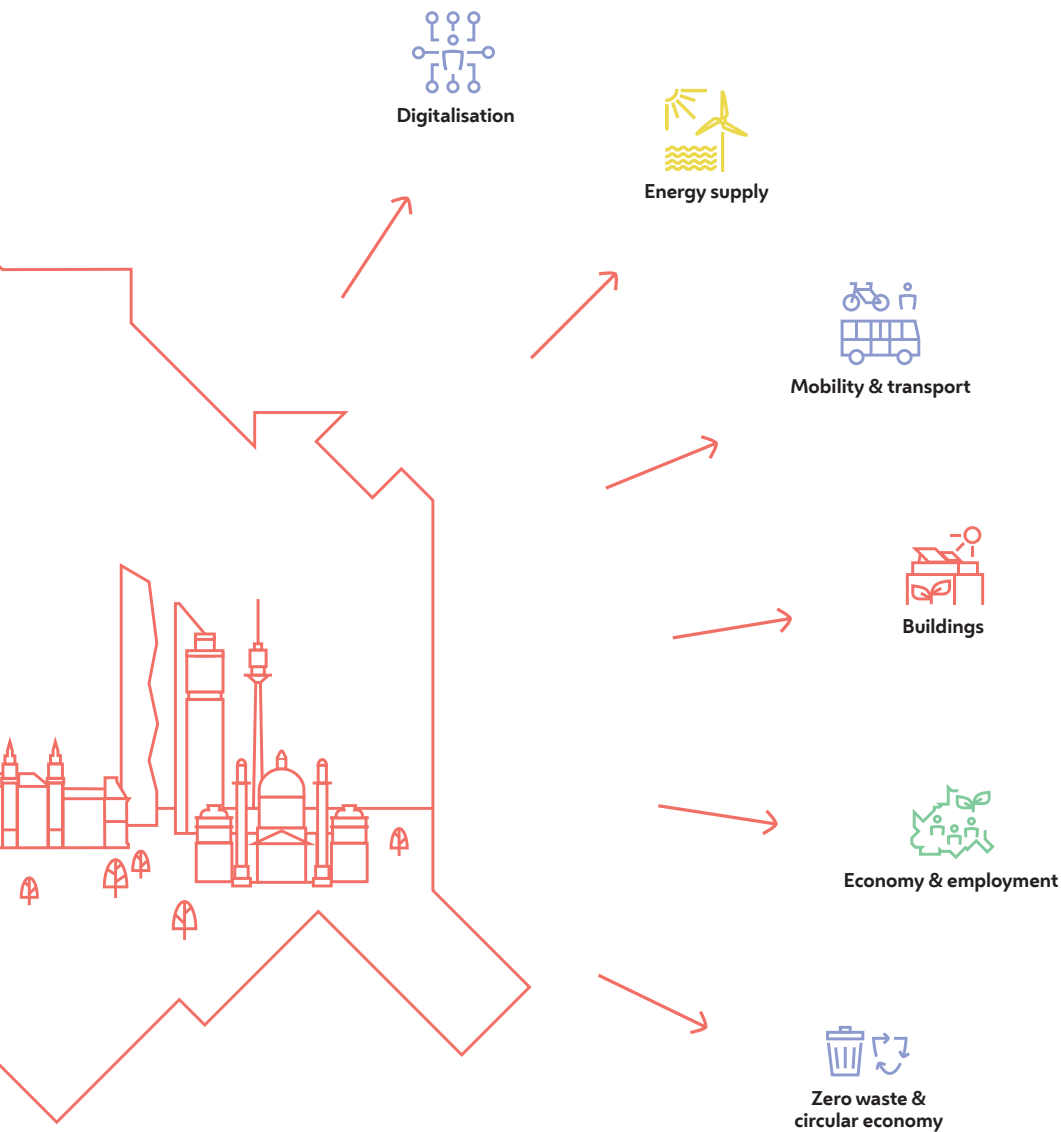 Digitalisation
Energy supply
Mobility & transport
Buildings
Economy & employment
Zero waste &
circular economy